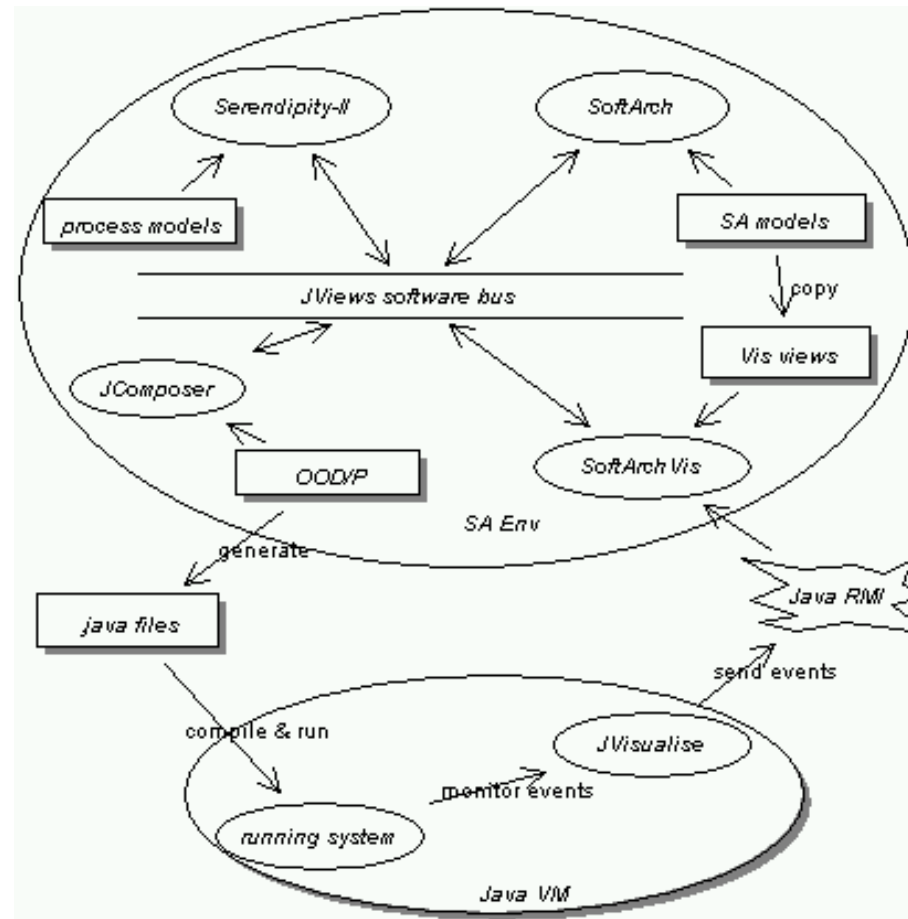 Serendipity-II
SoftArch
process models
SA models
JViews software bus
copy
Vis views
JComposer
OOD/P
SoftArch Vis
SA Env
generate
java files
Java RMI
send events
compile & run
JVisualise
monitor events
running system
Java VM